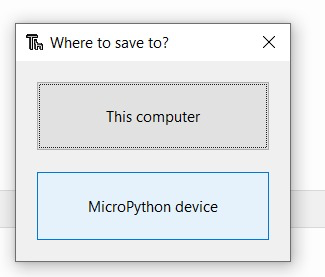 Where to save to?
This computer
MicroPython device